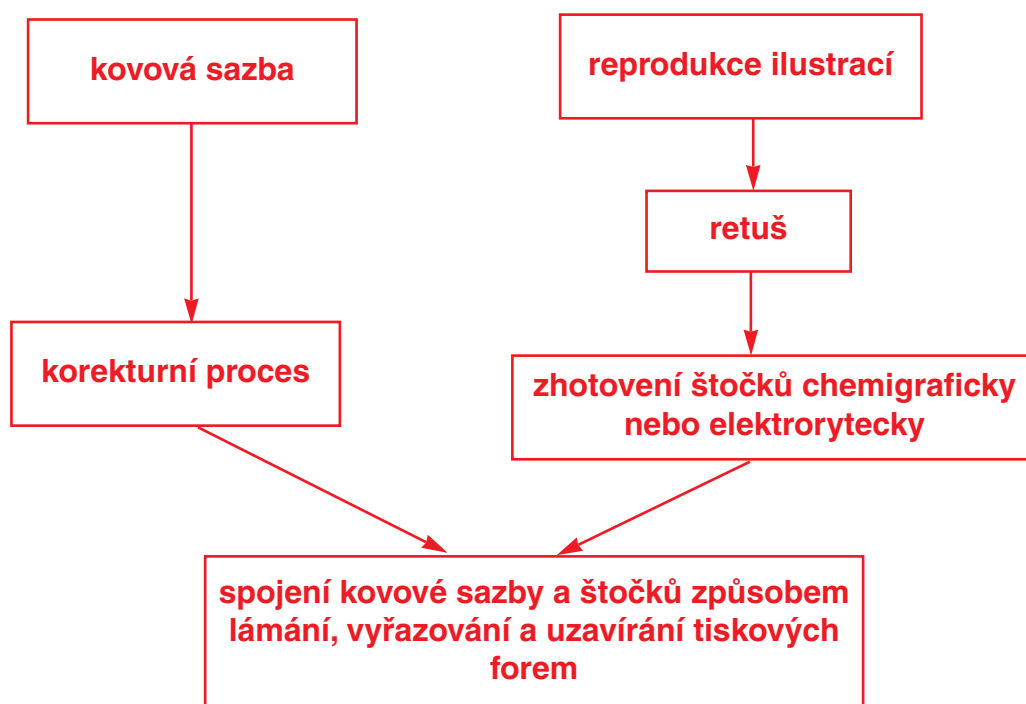 kovová sazba
reprodukce ilustrací
retuš
korekturní proces
zhotovení štočků chemigraficky
nebo elektrorytecky
spojení kovové sazby a štočků způsobem
lámání, vyřazování a uzavírání tiskových
forem